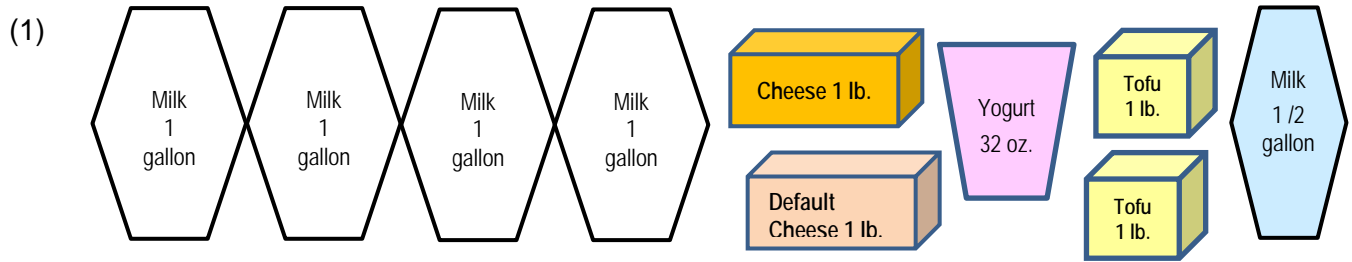 (1)
Milk
1
gallon
Milk
1
gallon
Milk
1
gallon
Milk
1
gallon
Cheese 1 lb.
Default
Cheese 1 lb.
Yogurt
32 oz.
Tofu
1 lb.
Tofu
1 lb.
Milk
1 /2
gallon